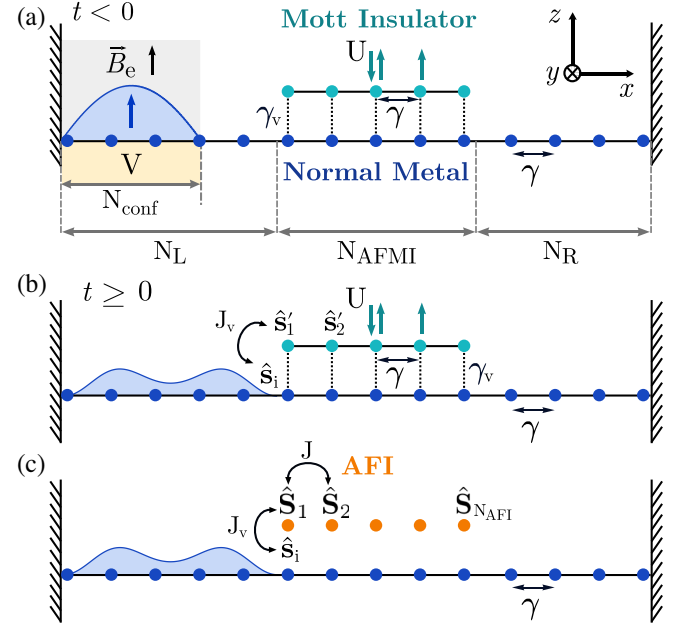 (a) t < 0
Mott Insulator
z
B⃗e
U
y
x
γv
γ
V
Normal Metal
Nconf
γ
NL
NAFMI
NR
(b) t ≥ 0
U
Jv
ŝ′1 ŝ′2
ŝi
γ
γv
γ
(c)
J
AFI
Ŝ1 Ŝ2 ŜNAFI
Jv
ŝi
γ